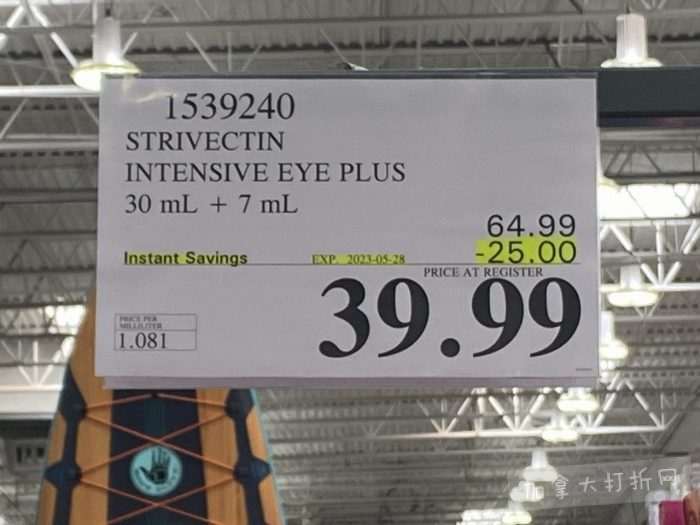 1539240
STRIVECTIN
INTENSIVE EYE PLUS
30 mL + 7 mL
64.99
Instant Savings EXP. 2023-05-28 -25.00
PRICE AT REGISTER
39.99
PRICE PER
MILLILITER
1.081
加拿大打折网